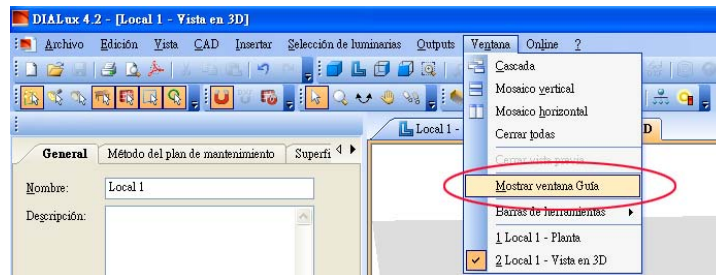 DIALux 4.2 - [Local 1 - Vista en 3D]
Archivo Edición Vista CAD Insertar Selección de luminarias Outputs Ventana Online ?
Cascada
Mosaico vertical
Mosaico horizontal
Cerrar todas
Cerrar vista previa
Mostrar ventana Guía
Barras de herramientas
1 Local 1 - Planta
2 Local 1 - Vista en 3D
Local 1 -
D
General Método del plan de mantenimiento Superfi
Nombre: Local 1
Descripción: